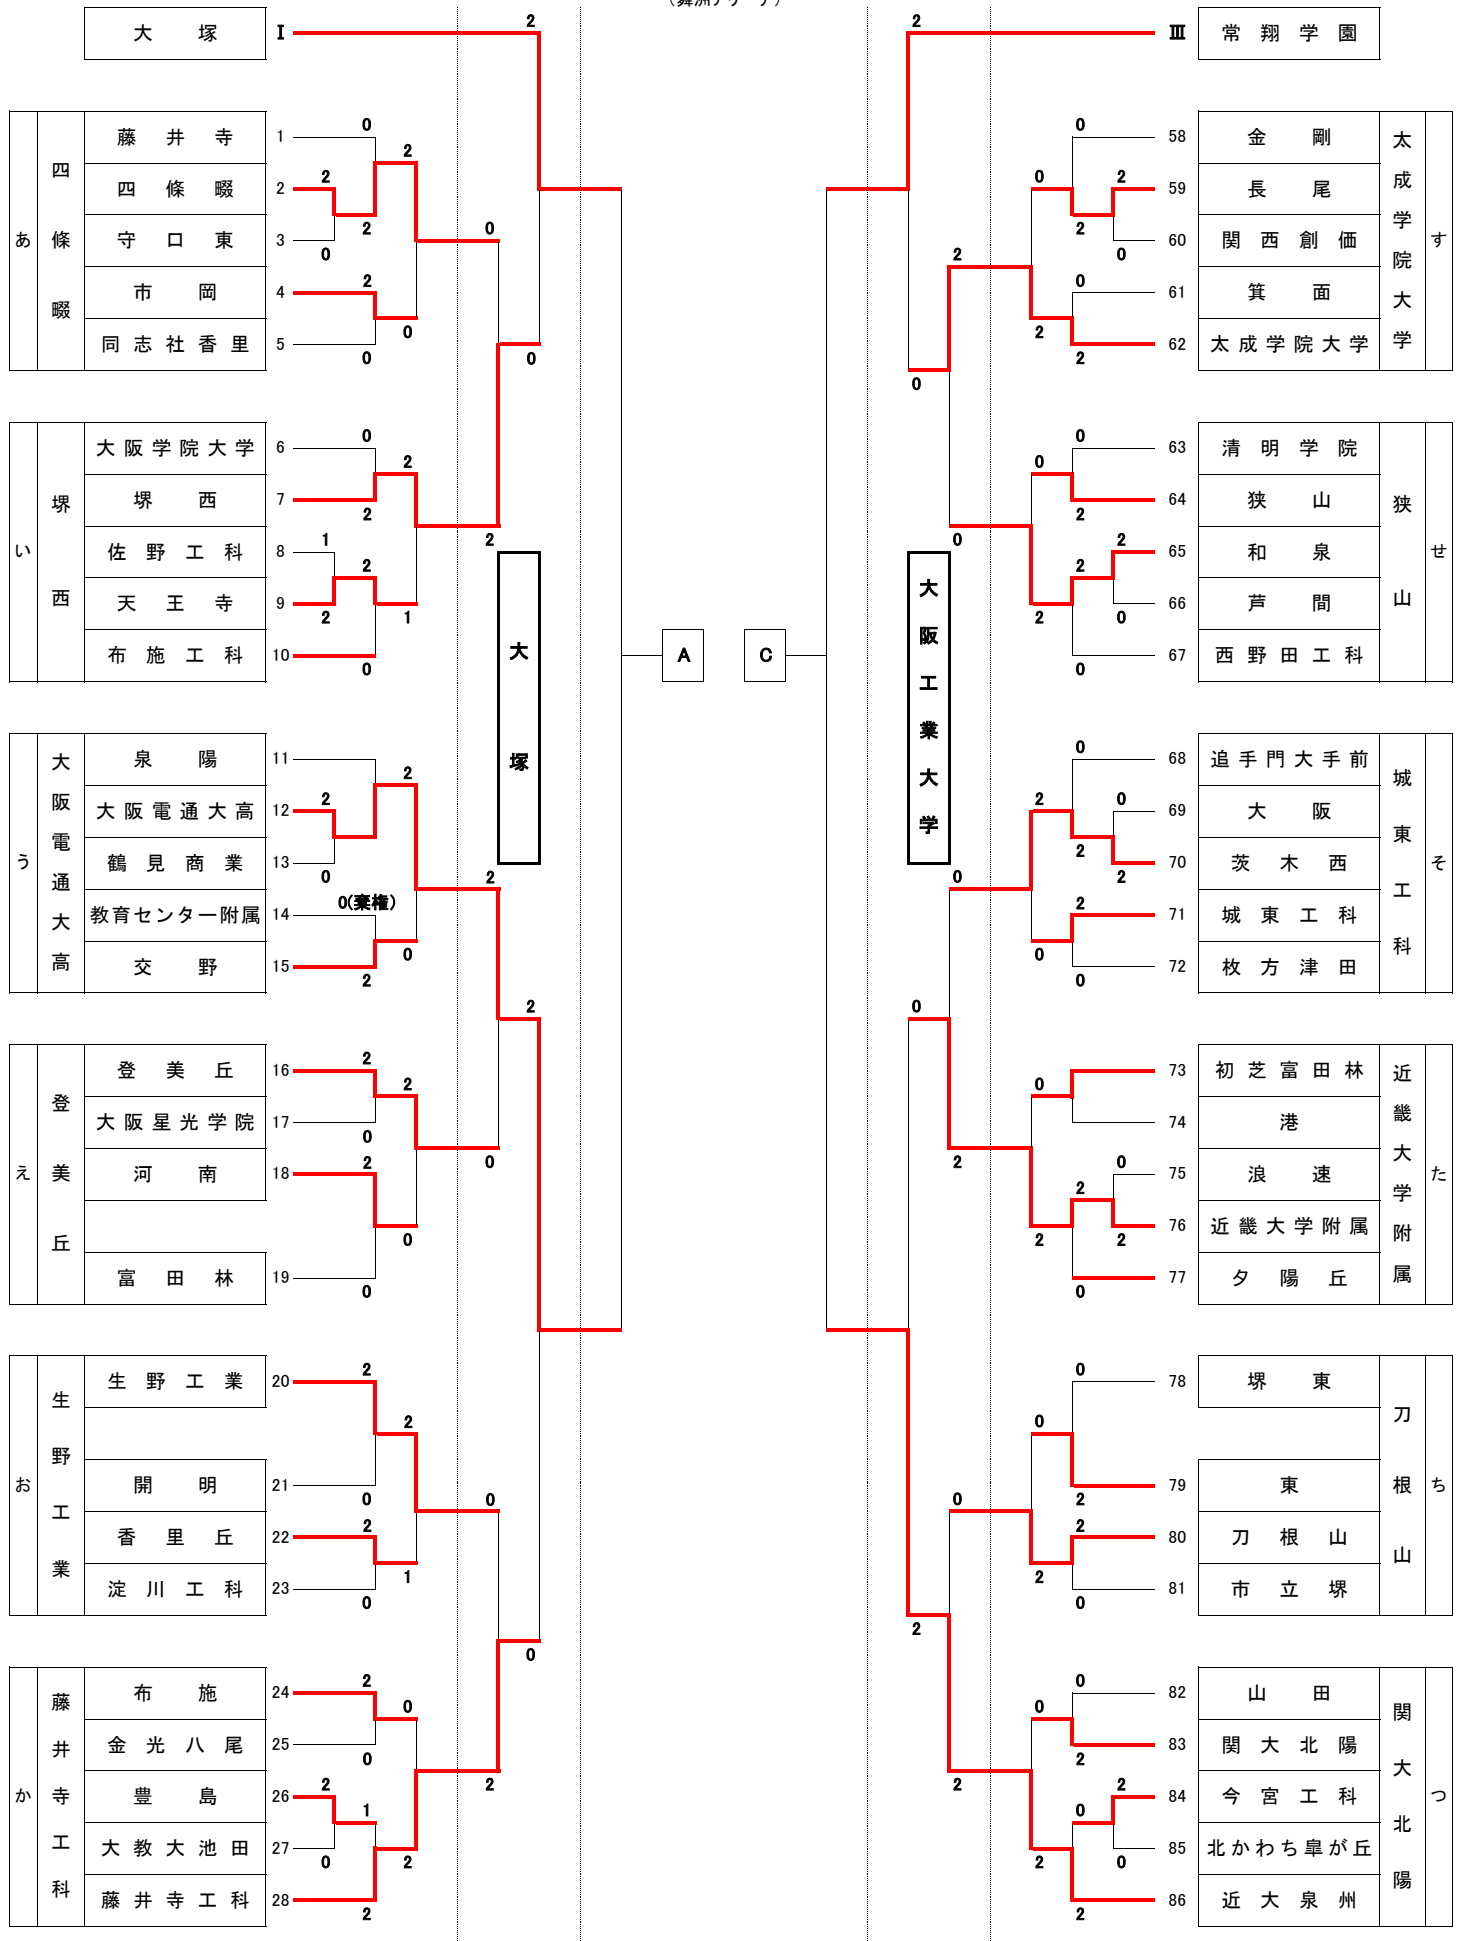 (舞洲アリーナ)
大塚 I 2
あ 四條畷
藤井寺 1 0
四條畷 2 2 2 2
守口東 3 0
市岡 4 2 0
同志社香里 5 0
0
0
い 堺西
大阪学院大学 6 0
堺西 7 2 2
佐野工科 8 1
天王寺 9 2 2 1
布施工科 10 0
2
大塚
A
う 大阪電通大高
泉陽 11
大阪電通大高 12 2 2
鶴見商業 13 0
教育センター附属 14 0(棄権)
交野 15 2 0
2
2
え 登美丘
登美丘 16 2 2
大阪星光学院 17 0
河南 18 2 0
富田林 19 0
0
お 生野工業
生野工業 20 2 2
開明 21 0
香里丘 22 2 1
淀川工科 23 0
0
0
か 藤井寺工科
布施 24 2 0
金光八尾 25 0
豊島 26 2 1
大教大池田 27 0
藤井寺工科 28 2 2
2
2 III 常翔学園
す 太成学院大学
0 58 金剛
0 2 2 59 長尾
0 60 関西創価
0 61 箕面
2 2 62 太成学院大学
2
0
せ 狭山
0 63 清明学院
0 2 64 狭山
2 2 65 和泉
2 0 66 芦間
0 67 西野田工科
0
大阪工業大学
C
そ 城東工科
0 68 追手門大手前
2 0 69 大阪
2 2 70 茨木西
0 2 71 城東工科
0 72 枚方津田
0
0
た 近畿大学附属
0 73 初芝富田林
74 港
0 75 浪速
2 2 2 76 近畿大学附属
0 77 夕陽丘
2
ち 刀根山
0 78 堺東
0 2 79 東
2 2 80 刀根山
0 81 市立堺
0
2
つ 関大北陽
0 82 山田
0 2 83 関大北陽
0 2 84 今宮工科
0 85 北かわち皐が丘
2 2 86 近大泉州
2